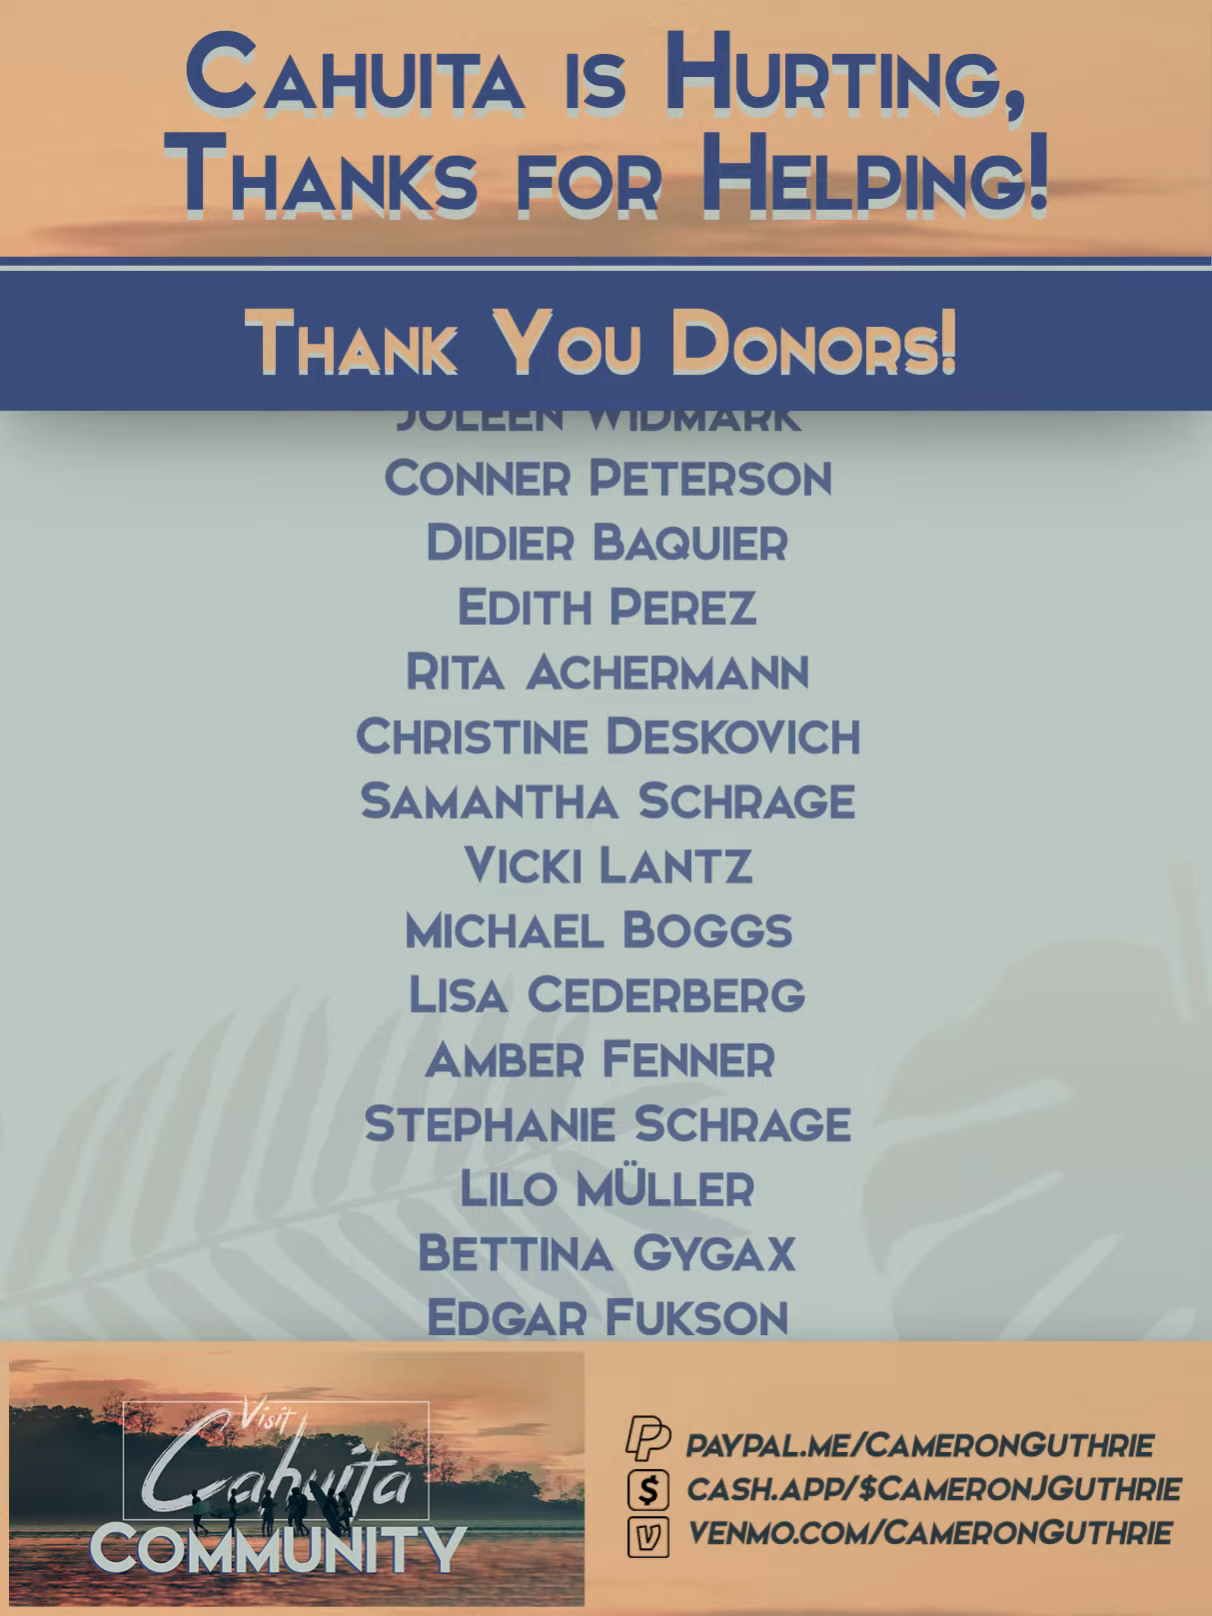 Cahuita is Hurting,
Thanks for Helping!
Thank You Donors!
Joleen Widmark
Conner Peterson
Didier Baquier
Edith Perez
Rita Achermann
Christine Deskovich
Samantha Schrage
Vicki Lantz
Michael Boggs
Lisa Cederberg
Amber Fenner
Stephanie Schrage
Lilo Müller
Bettina Gygax
Edgar Fukson
Visit
Cahuita
Community
paypal.me/CameronGuthrie
cash.app/$CameronJGuthrie
venmo.com/CameronGuthrie